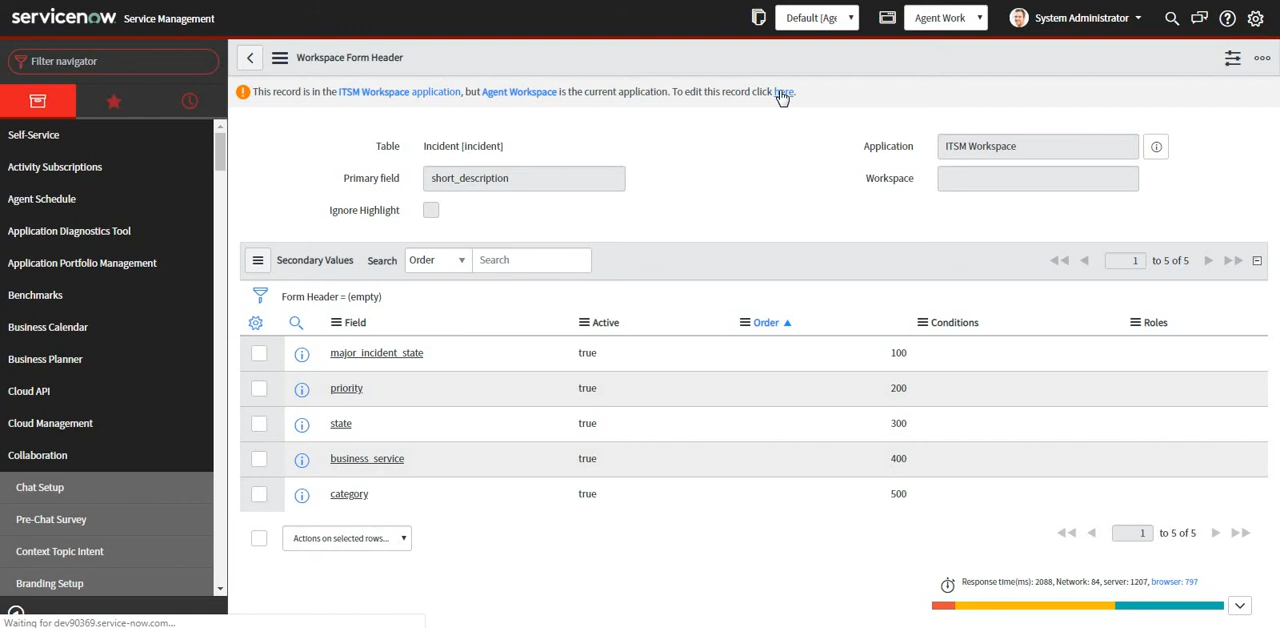 servicenow Service Management
Default [Age
Agent Work
System Administrator
Filter navigator
Workspace Form Header
This record is in the ITSM Workspace application, but Agent Workspace is the current application. To edit this record click here.
Self-Service
Activity Subscriptions
Agent Schedule
Application Diagnostics Tool
Application Portfolio Management
Benchmarks
Business Calendar
Business Planner
Cloud API
Cloud Management
Collaboration
Chat Setup
Pre-Chat Survey
Context Topic Intent
Branding Setup
Table Incident [incident] Application ITSM Workspace
Primary field short_description Workspace
Ignore Highlight
Secondary Values Search Order Search 1 to 5 of 5
Form Header = (empty)
Field Active Order Conditions Roles
major_incident_state true 100
priority true 200
state true 300
business_service true 400
category true 500
Actions on selected rows... 1 to 5 of 5
Response time(ms): 2088, Network: 84, server: 1207, browser: 797
Waiting for dev90369.service-now.com...